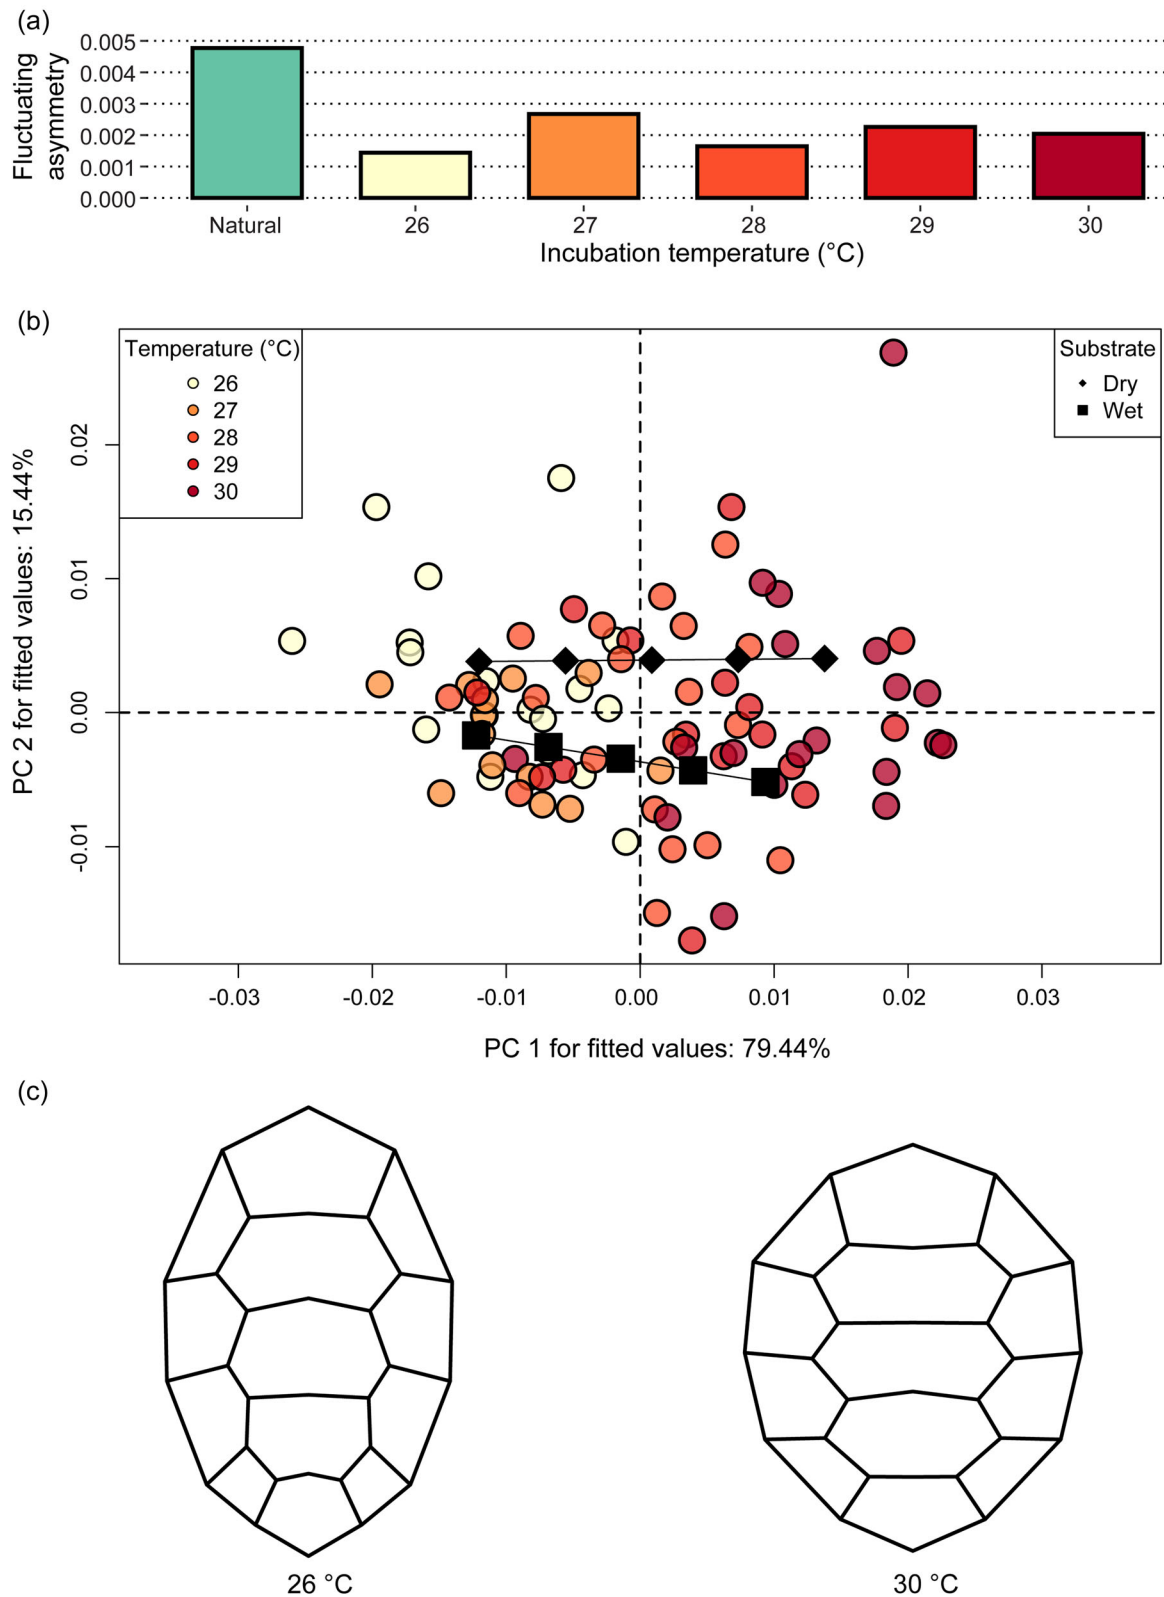 (a)
Fluctuating
asymmetry
0.005
0.004
0.003
0.002
0.001
0.000
Natural 26 27 28 29 30
Incubation temperature (°C)
(b)
Temperature (°C)
26
27
28
29
30
Substrate
Dry
Wet
PC 2 for fitted values: 15.44%
0.02
0.01
0.00
-0.01
-0.03 -0.02 -0.01 0.00 0.01 0.02 0.03
PC 1 for fitted values: 79.44%
(c)
26 °C
30 °C